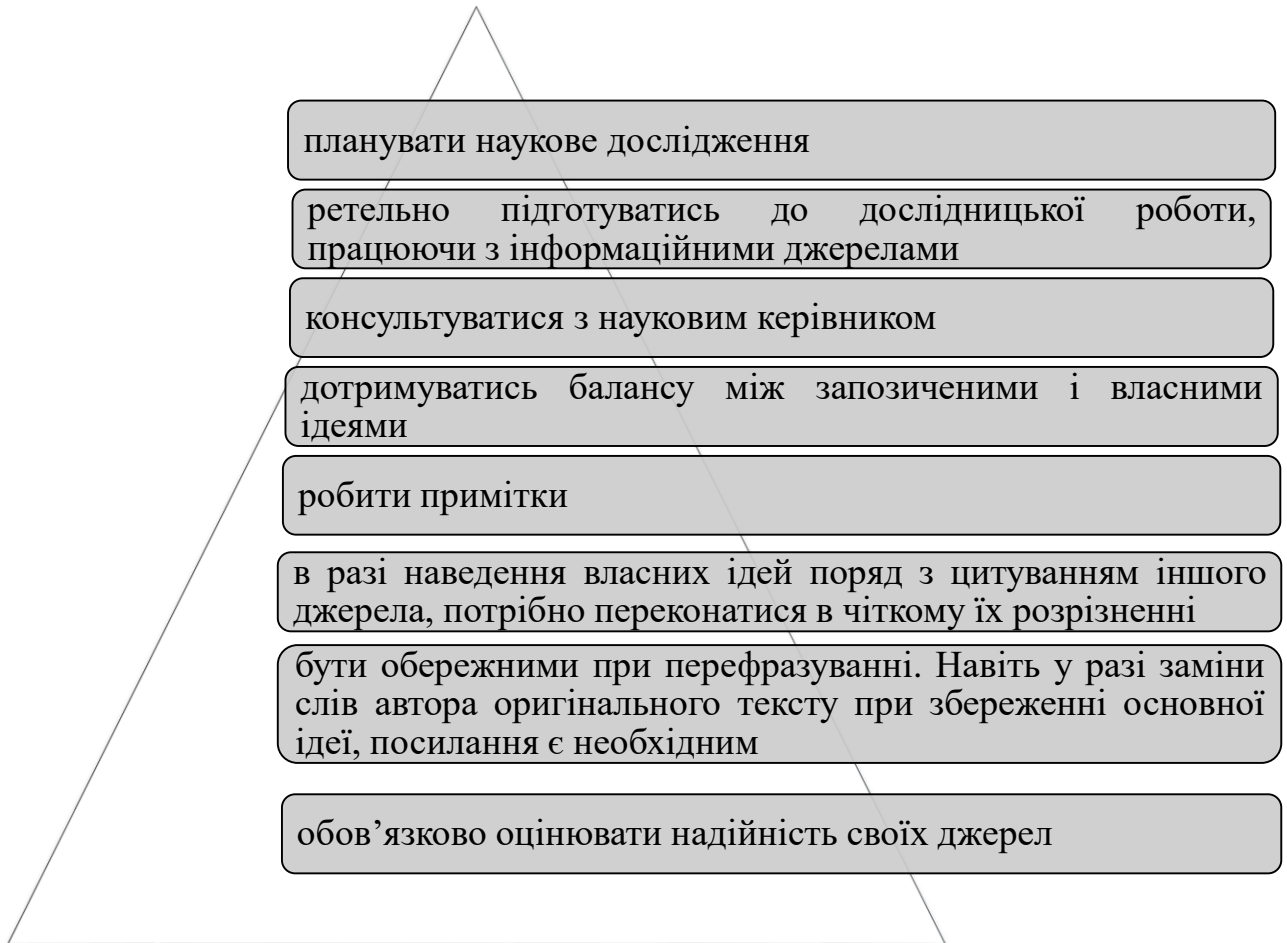 планувати наукове дослідження
ретельно підготуватись до дослідницької роботи,
працюючи з інформаційними джерелами
консультуватися з науковим керівником
дотримуватись балансу між запозиченими і власними
ідеями
робити примітки
в разі наведення власних ідей поряд з цитуванням іншого
джерела, потрібно переконатися в чіткому їх розрізненні
бути обережними при перефразуванні. Навіть у разі заміни
слів автора оригінального тексту при збереженні основної
ідеї, посилання є необхідним
обов’язково оцінювати надійність своїх джерел